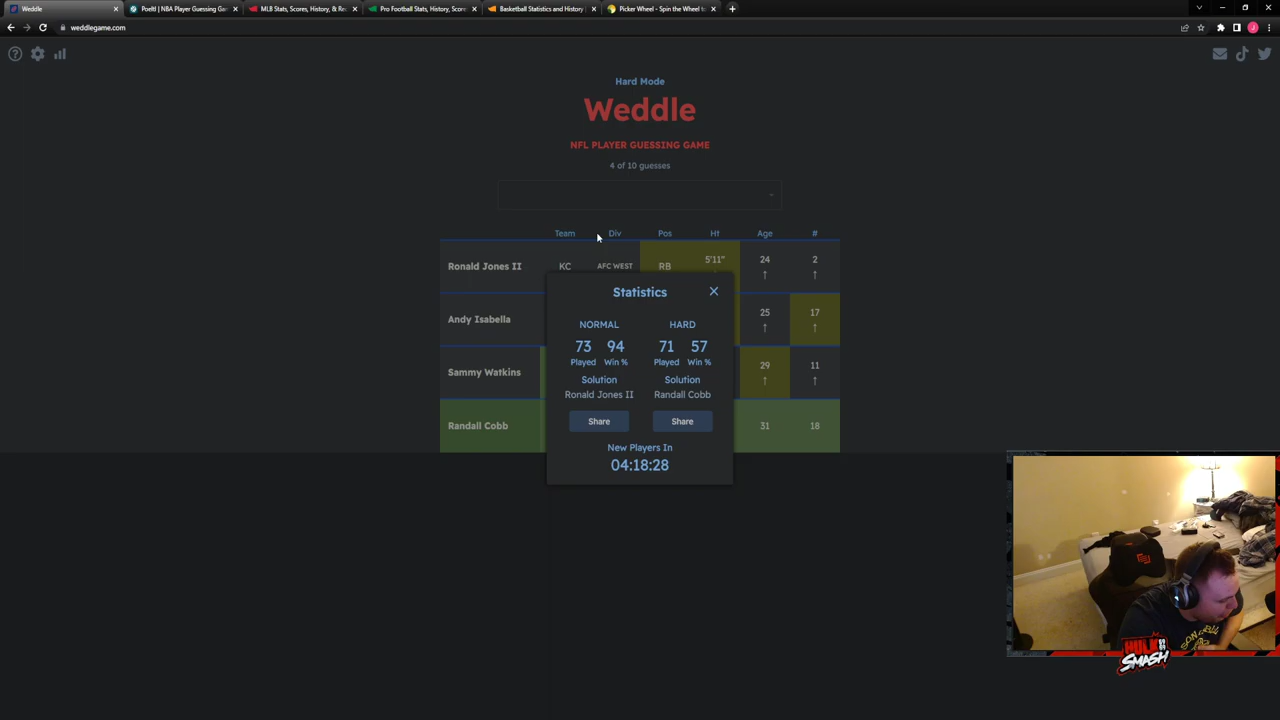 Weddle
Poeltl | NBA Player Guessing Gam
MLB Stats, Scores, History, & Rec
Pro Football Stats, History, Scores
Basketball Statistics and History |
Picker Wheel - Spin the Wheel to
weddlegame.com
Hard Mode
Weddle
NFL PLAYER GUESSING GAME
4 of 10 guesses
Team Div Pos Ht Age #
Ronald Jones II KC AFC WEST RB 5'11" 24 ↑ 2 ↑
Andy Isabella 25 ↑ 17 ↑
Sammy Watkins 29 ↑ 11 ↑
Randall Cobb 31 18
Statistics
NORMAL HARD
73 94 71 57
Played Win % Played Win %
Solution Solution
Ronald Jones II Randall Cobb
Share Share
New Players In
04:18:28
HULK
SMASH